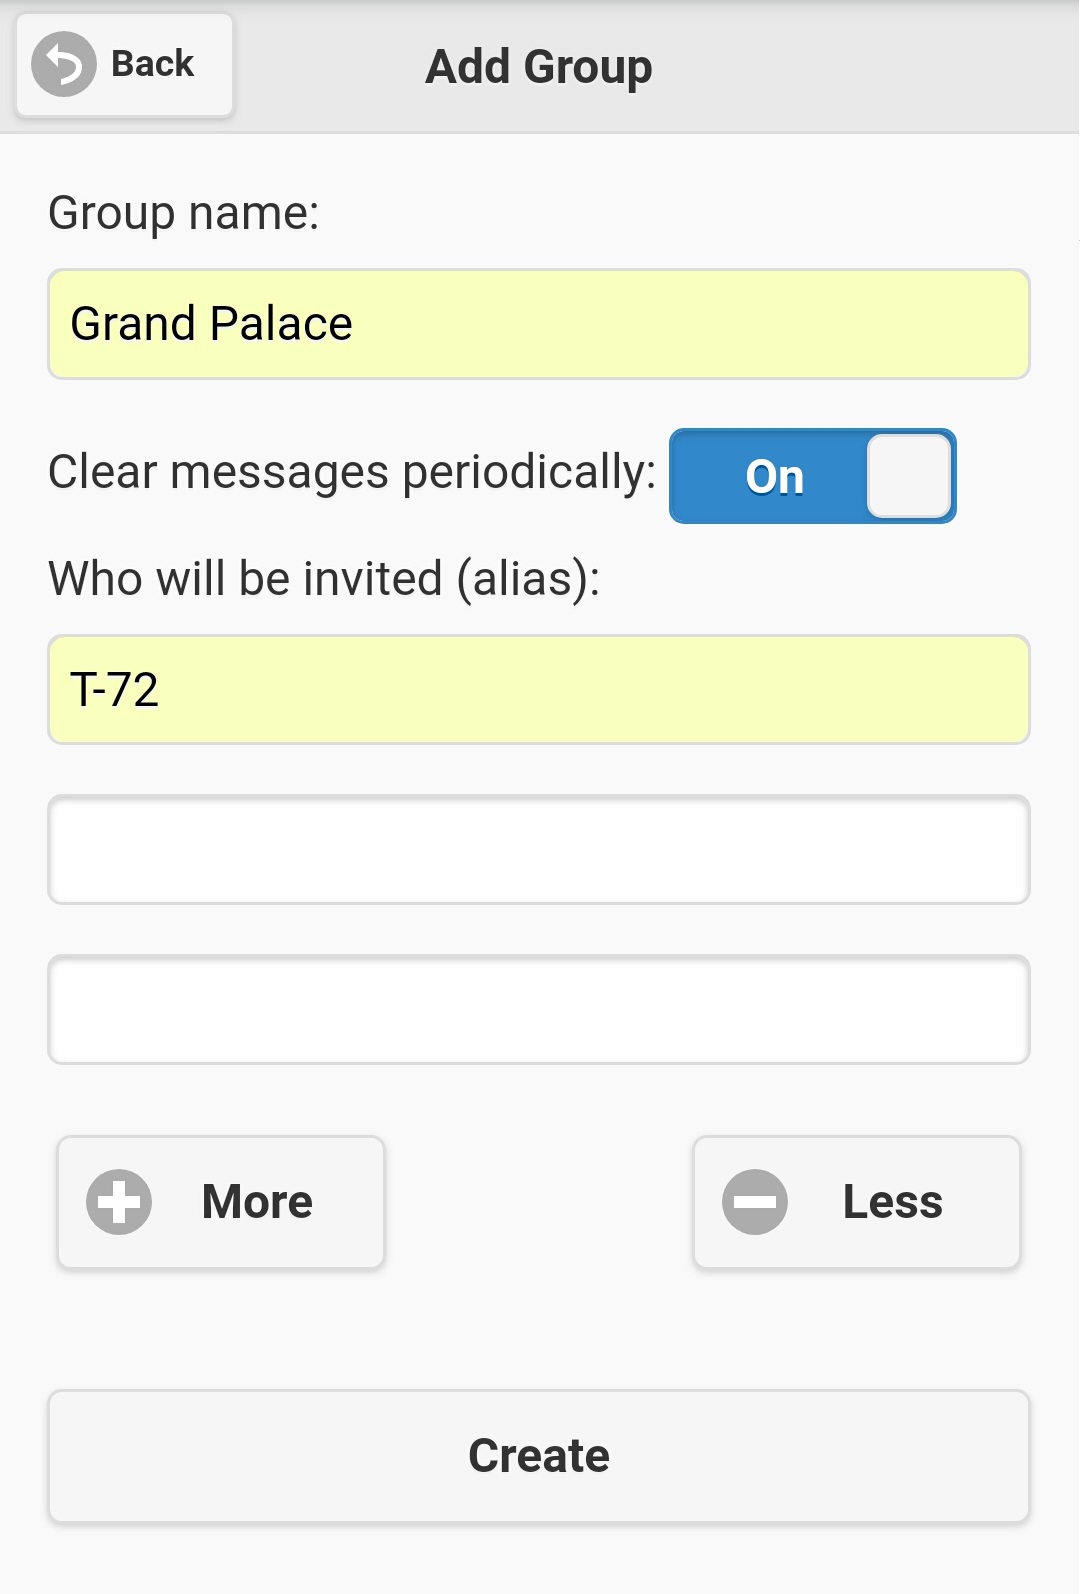 Back
Add Group
Group name:
Grand Palace
Clear messages periodically: On
Who will be invited (alias):
T-72
More
Less
Create